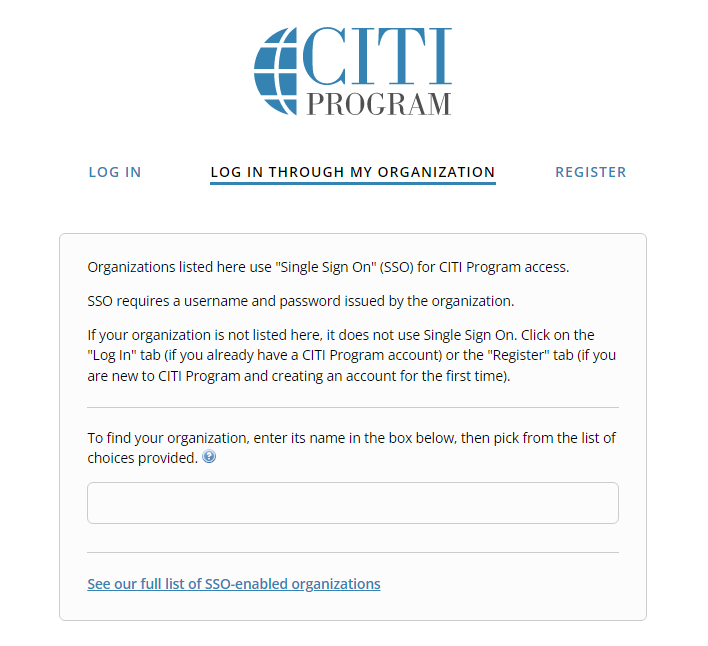 CITI
PROGRAM
LOG IN
LOG IN THROUGH MY ORGANIZATION
REGISTER
Organizations listed here use "Single Sign On" (SSO) for CITI Program access.
SSO requires a username and password issued by the organization.
If your organization is not listed here, it does not use Single Sign On. Click on the
"Log In" tab (if you already have a CITI Program account) or the "Register" tab (if you
are new to CITI Program and creating an account for the first time).
To find your organization, enter its name in the box below, then pick from the list of
choices provided. ?
See our full list of SSO-enabled organizations